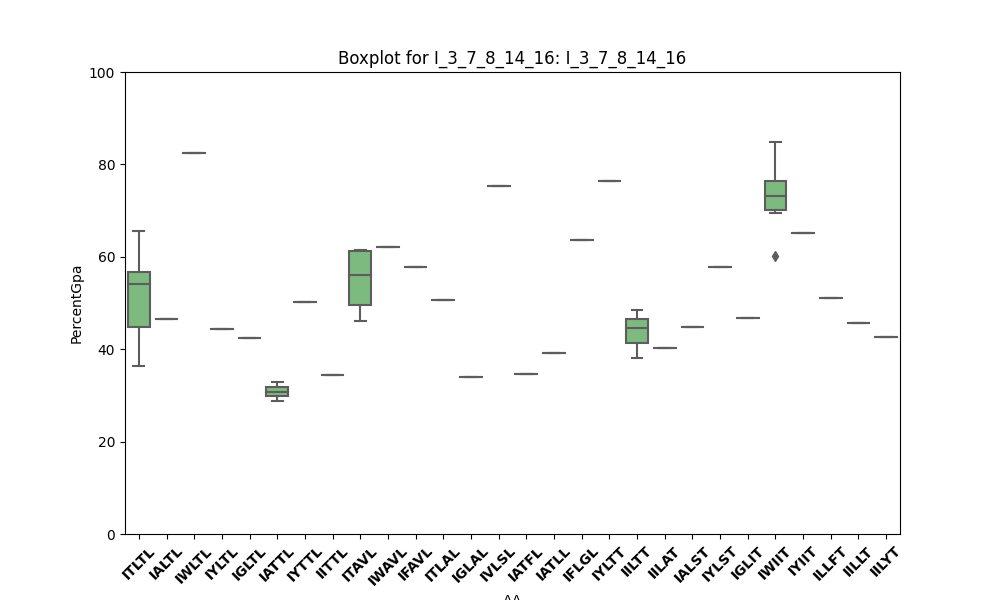 Boxplot for I_3_7_8_14_16: I_3_7_8_14_16
100
80
60
40
20
0
PercentGpa
ITLTL IALTL IWLTL IYLTL IGLTL IATTL IYTTL IITTL ITAVL IWAVL IFAVL ITLAL IGLAL IVLSL IATFL IATLL IFLGL IYLTT IILTT IILAT IALST IYLST IGLIT IWIIT IYIIT ILLFT IILLT IILYT
AA